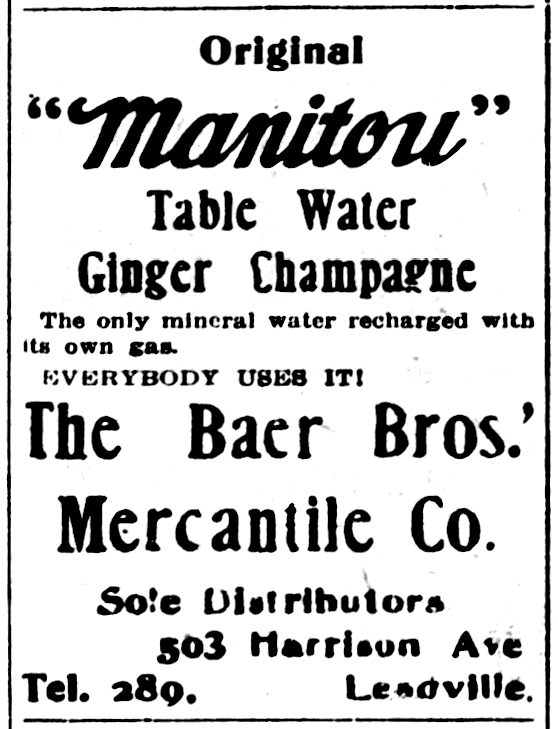 Original
"Manitou"
Table Water
Ginger Champagne
The only mineral water recharged with
its own gas.
EVERYBODY USES IT!
The Baer Bros.'
Mercantile Co.
Sole Distributors
503 Harrison Ave
Tel. 289. Leadville.